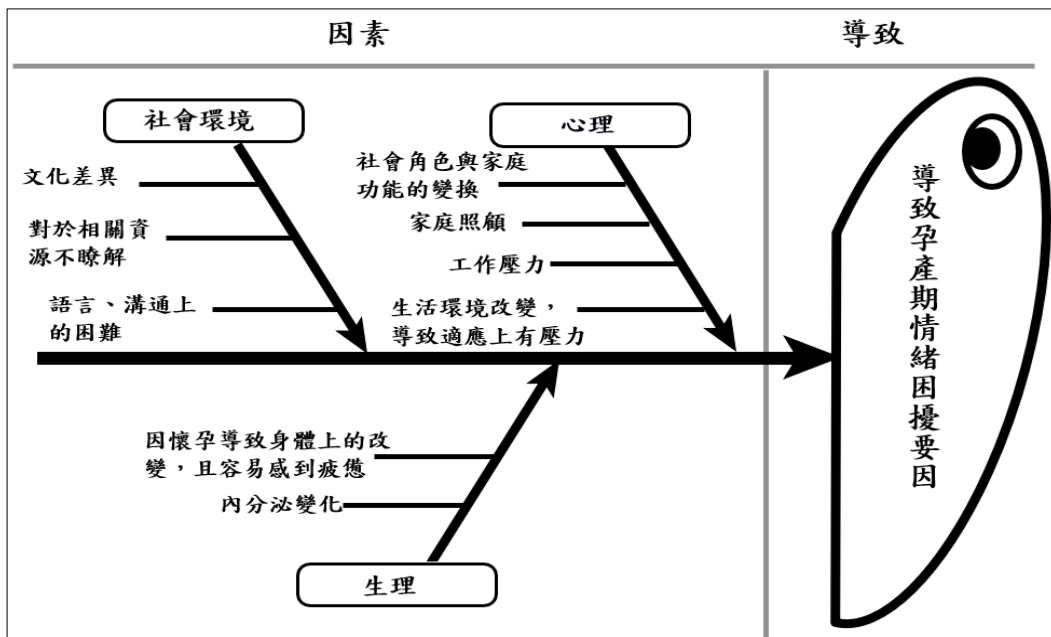 因素
導致
社會環境
文化差異
對於相關資
源不瞭解
語言、溝通上
的困難
心理
社會角色與家庭
功能的變換
家庭照顧
工作壓力
生活環境改變，
導致適應上有壓力
因懷孕導致身體上的改
變，且容易感到疲憊
內分泌變化
生理
導致孕產期情緒困擾要因